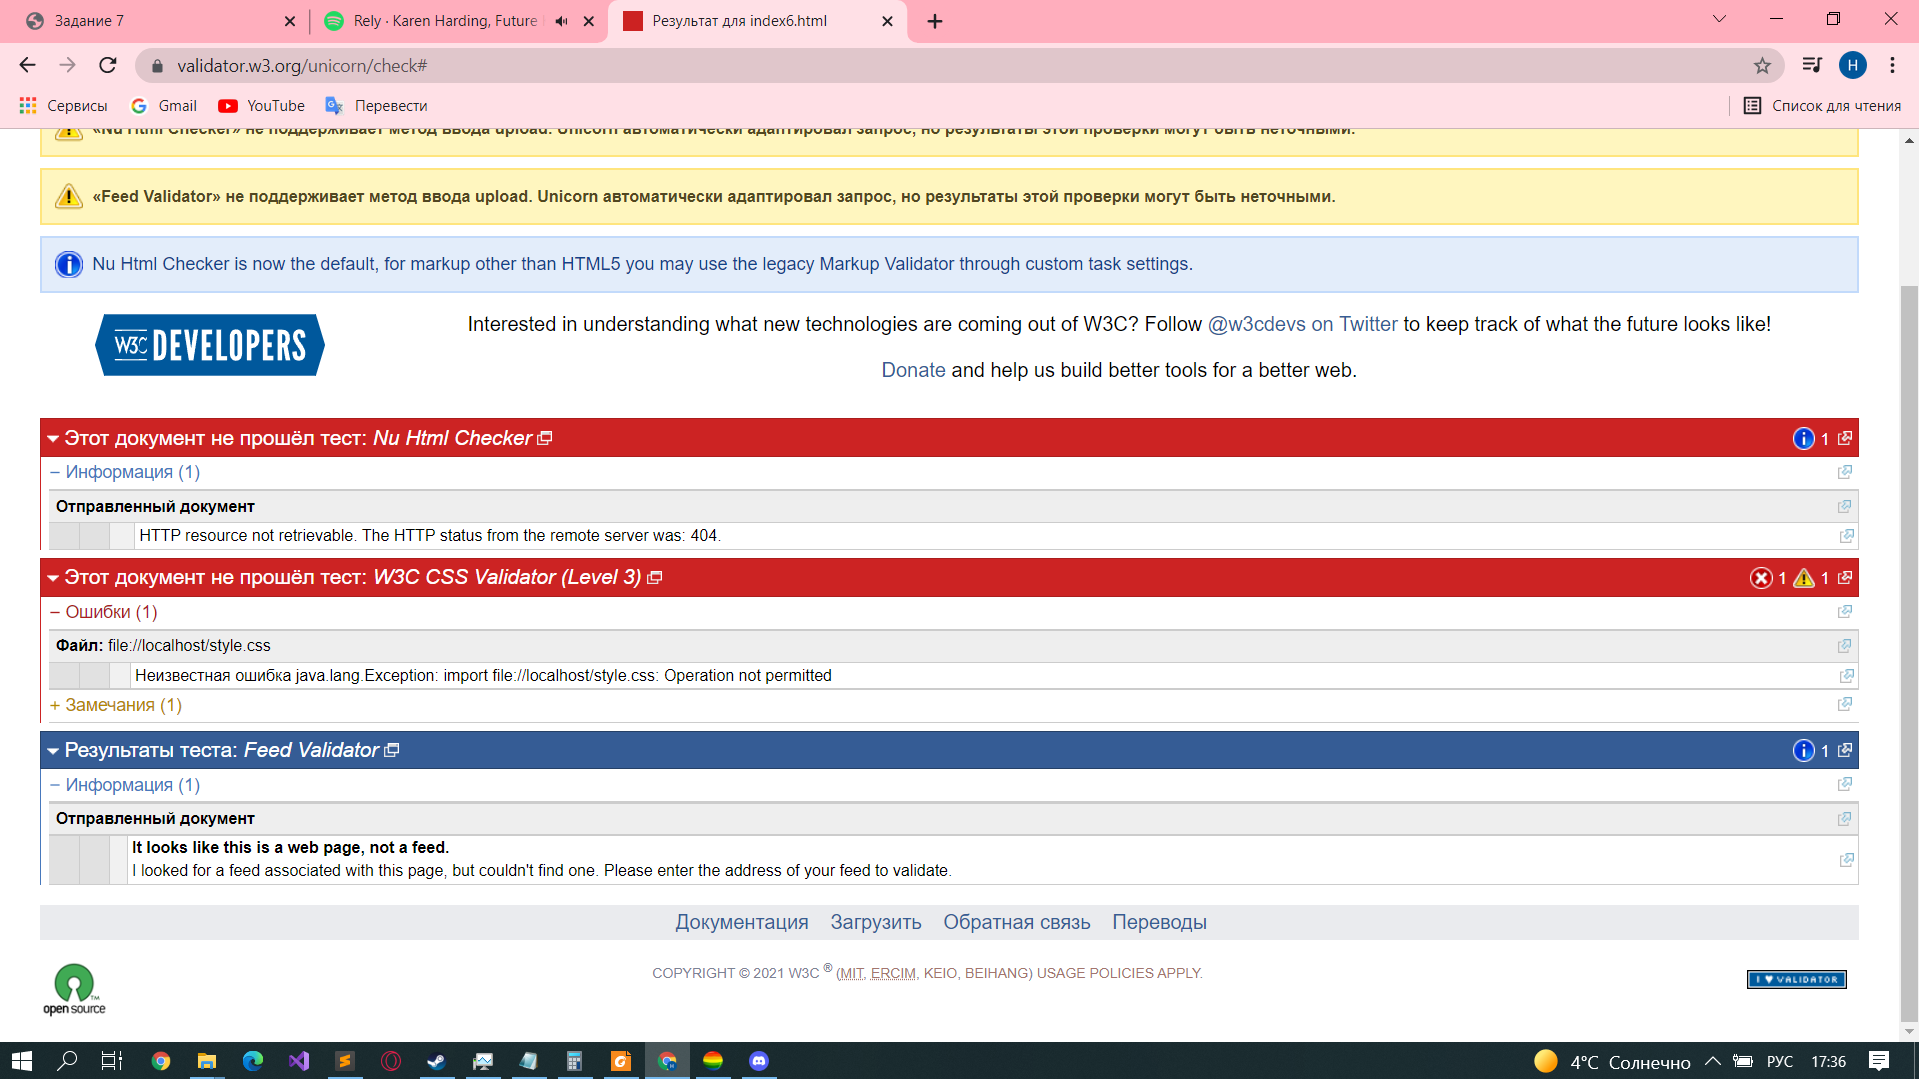 Задание 7
Rely · Karen Harding, Future
Результат для index6.html
validator.w3.org/unicorn/check#
H
Сервисы
Gmail
YouTube
Перевести
Список для чтения
«Nu Html Checker» не поддерживает метод ввода upload. Unicorn автоматически адаптировал запрос, но результаты этой проверки могут быть неточными.
«Feed Validator» не поддерживает метод ввода upload. Unicorn автоматически адаптировал запрос, но результаты этой проверки могут быть неточными.
Nu Html Checker is now the default, for markup other than HTML5 you may use the legacy Markup Validator through custom task settings.
W3C DEVELOPERS
Interested in understanding what new technologies are coming out of W3C? Follow @w3cdevs on Twitter to keep track of what the future looks like!
Donate and help us build better tools for a better web.
Этот документ не прошёл тест: Nu Html Checker
1
− Информация (1)
Отправленный документ
HTTP resource not retrievable. The HTTP status from the remote server was: 404.
Этот документ не прошёл тест: W3C CSS Validator (Level 3)
1 1
− Ошибки (1)
Файл: file://localhost/style.css
Неизвестная ошибка java.lang.Exception: import file://localhost/style.css: Operation not permitted
+ Замечания (1)
Результаты теста: Feed Validator
1
− Информация (1)
Отправленный документ
It looks like this is a web page, not a feed.
I looked for a feed associated with this page, but couldn't find one. Please enter the address of your feed to validate.
Документация Загрузить Обратная связь Переводы
COPYRIGHT © 2021 W3C ® (MIT, ERCIM, KEIO, BEIHANG) USAGE POLICIES APPLY.
open source™
I ♥ VALIDATOR
4°C Солнечно
РУС
17:36